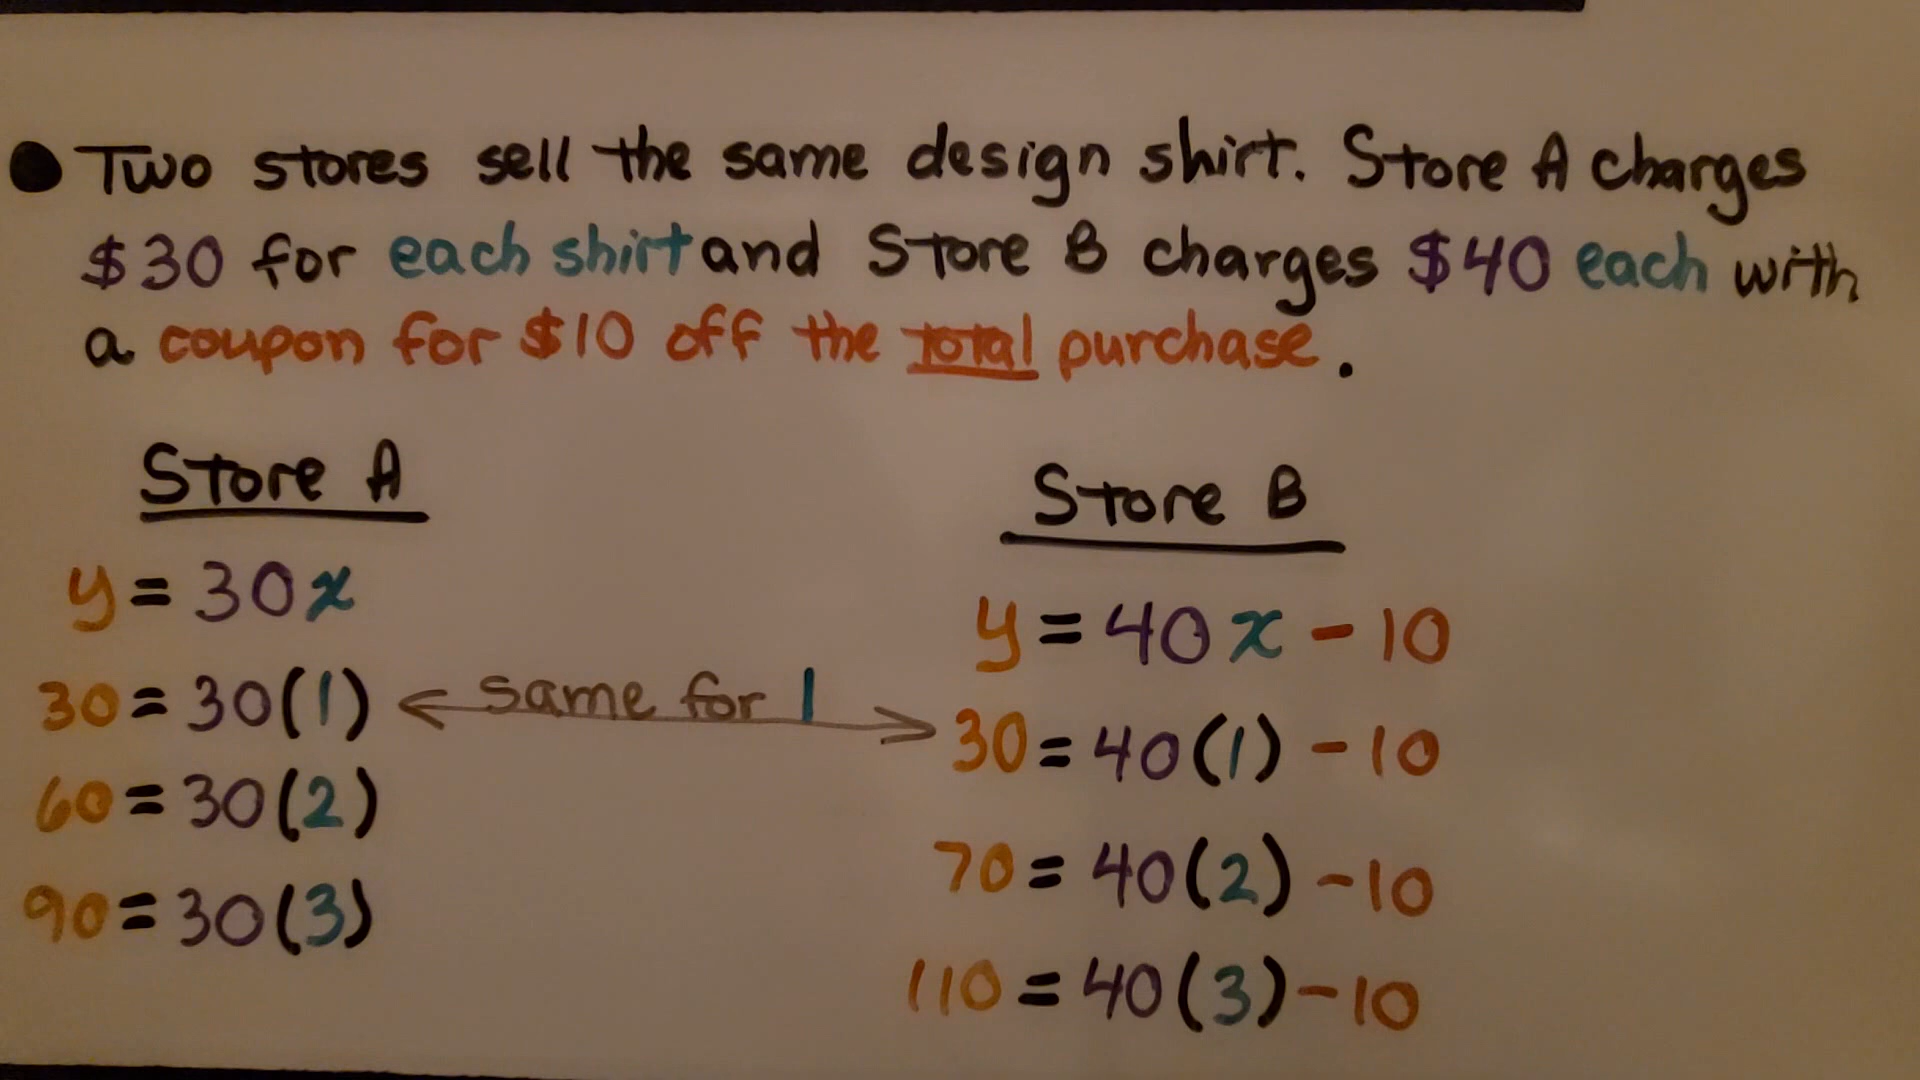 ● Two stores sell the same design shirt. Store A charges
$30 for each shirt and Store B charges $40 each with
a coupon for $10 off the total purchase.
Store A
y = 30x
30 = 30(1)
60 = 30(2)
90 = 30(3)
← same for 1 →
Store B
y = 40x - 10
30 = 40(1) - 10
70 = 40(2) - 10
110 = 40(3) - 10